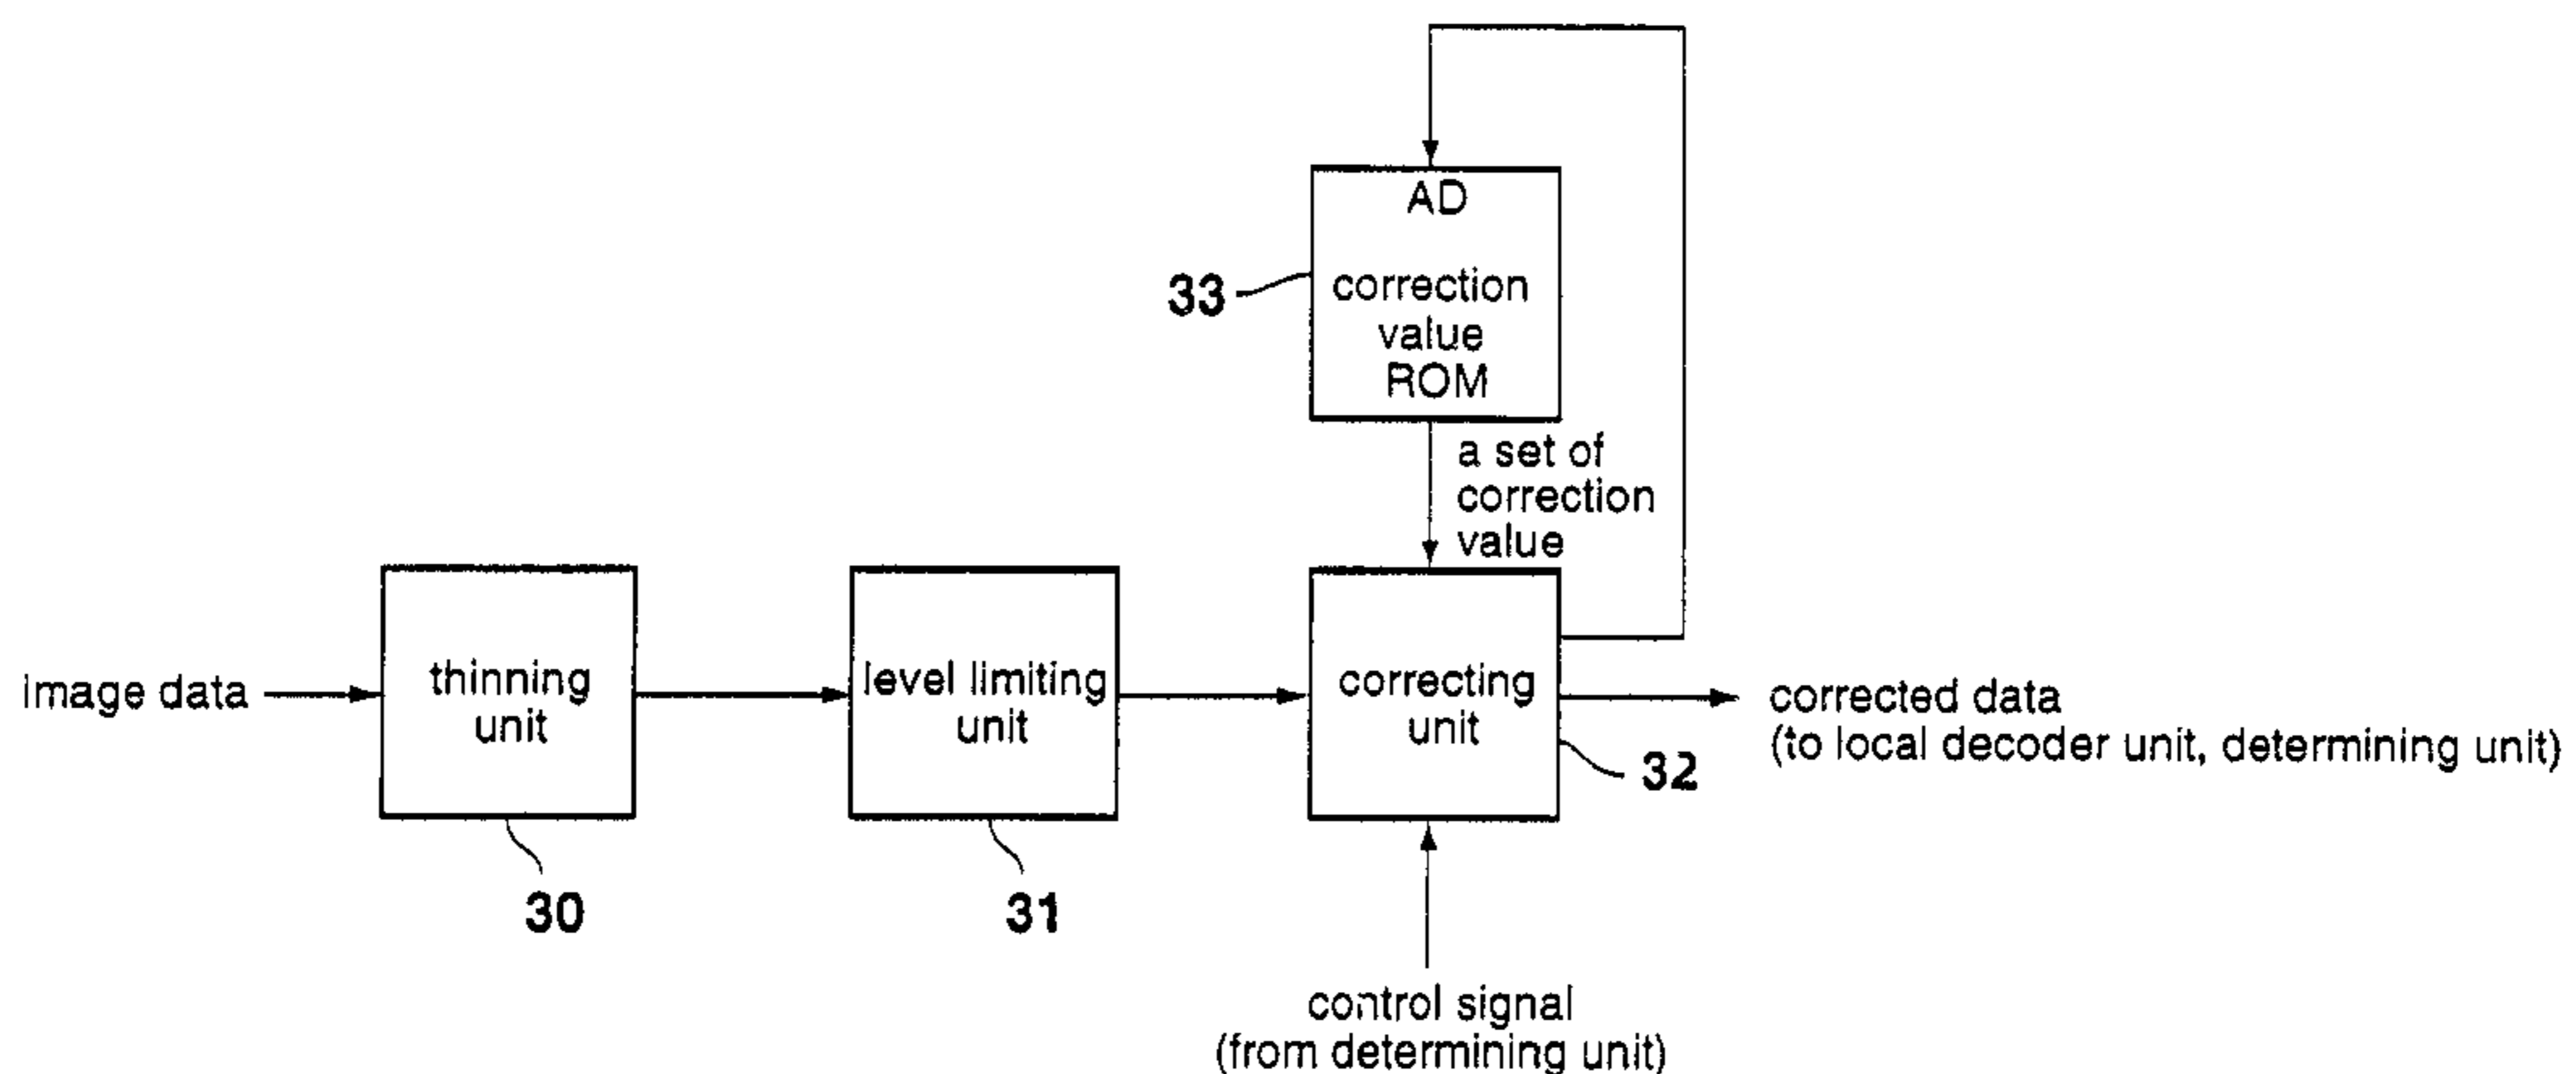 AD
correction
value
ROM
33
a set of
correction
value
Image data
thinning
unit
level limiting
unit
correcting
unit
corrected data
(to local decoder unit, determining unit)
32
30
31
control signal
(from determining unit)